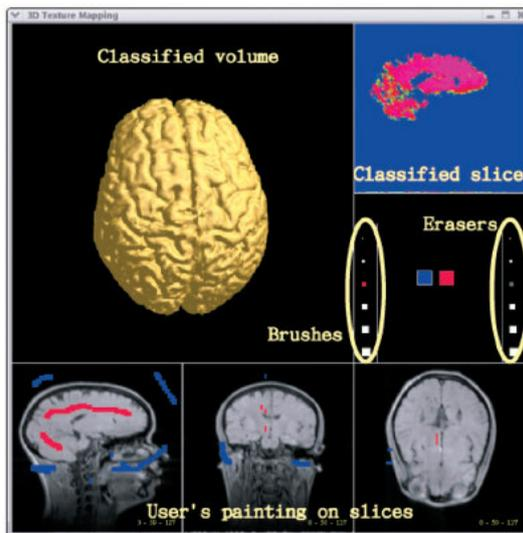 3D Texture Mapping
Classified volume
Classified slice
Erasers
Brushes
User's painting on slices